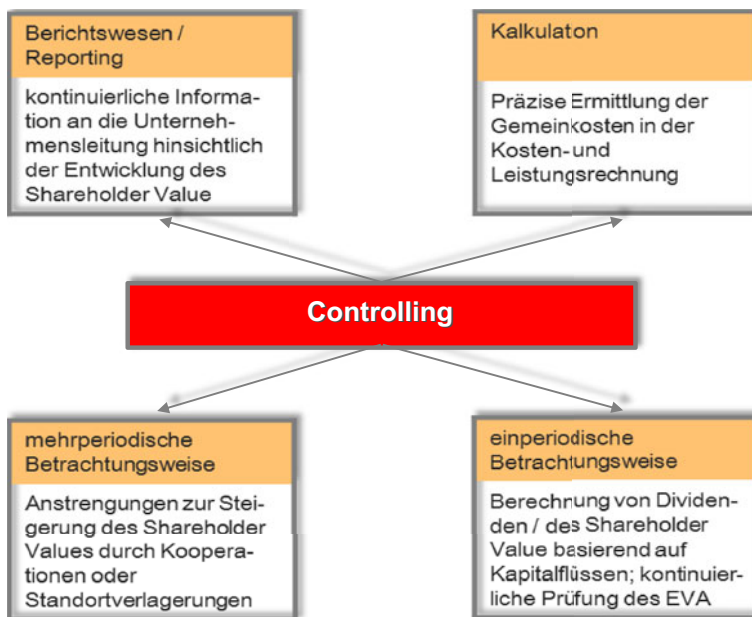 Berichtswesen /
Reporting
kontinuierliche Informa-
tion an die Unterneh-
mensleitung hinsichtlich
der Entwicklung des
Shareholder Value
Kalkulaton
Präzise Ermittlung der
Gemeinkosten in der
Kosten-und
Leistungsrechnung
Controlling
mehrperiodische
Betrachtungsweise
Anstrengungen zur Stei-
gerung des Shareholder
Values durch Koopera-
tionen oder
Standortverlagerungen
einperiodische
Betrachtungsweise
Berechnung von Dividen-
den / des Shareholder
Value basierend auf
Kapitalflüssen; kontinuier-
liche Prüfung des EVA